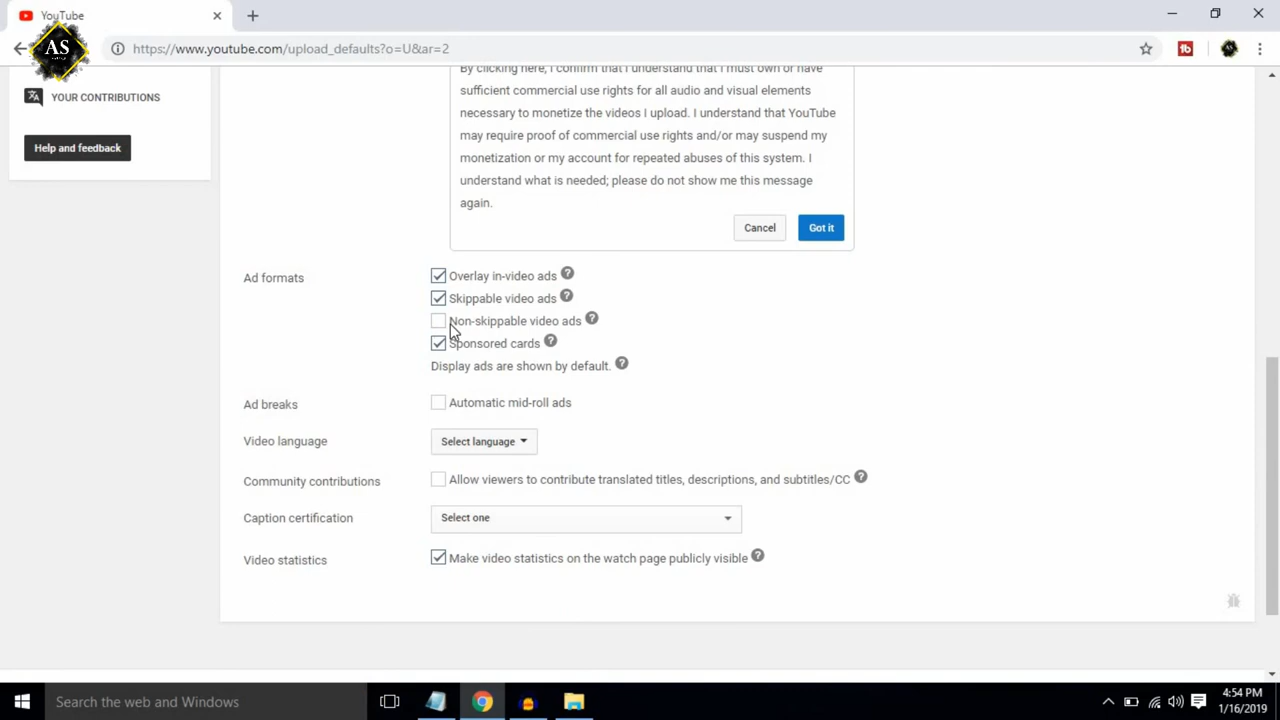 YouTube
AS
https://www.youtube.com/upload_defaults?o=U&ar=2
By clicking here, I confirm that I understand that I must own or have
YOUR CONTRIBUTIONS
sufficient commercial use rights for all audio and visual elements
necessary to monetize the videos I upload. I understand that YouTube
Help and feedback
may require proof of commercial use rights and/or may suspend my
monetization or my account for repeated abuses of this system. I
understand what is needed; please do not show me this message
again.
Cancel Got it
Ad formats
Overlay in-video ads
Skippable video ads
Non-skippable video ads
Sponsored cards
Display ads are shown by default.
Ad breaks Automatic mid-roll ads
Video language Select language
Community contributions Allow viewers to contribute translated titles, descriptions, and subtitles/CC
Caption certification Select one
Video statistics Make video statistics on the watch page publicly visible
Search the web and Windows
4:54 PM
1/16/2019